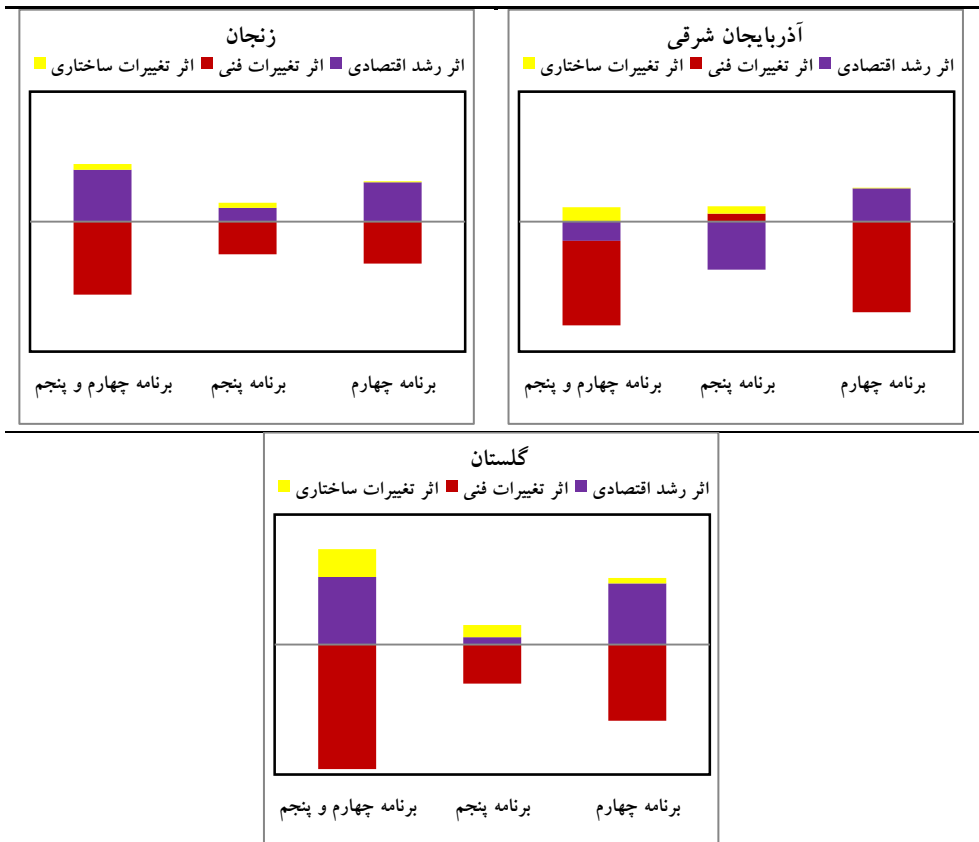 آذربایجان شرقی
اثر رشد اقتصادی اثر تغییرات فنی اثر تغییرات ساختاری
برنامه چهارم برنامه پنجم برنامه چهارم و پنجم
زنجان
اثر رشد اقتصادی اثر تغییرات فنی اثر تغییرات ساختاری
برنامه چهارم برنامه پنجم برنامه چهارم و پنجم
گلستان
اثر رشد اقتصادی اثر تغییرات فنی اثر تغییرات ساختاری
برنامه چهارم برنامه پنجم برنامه چهارم و پنجم